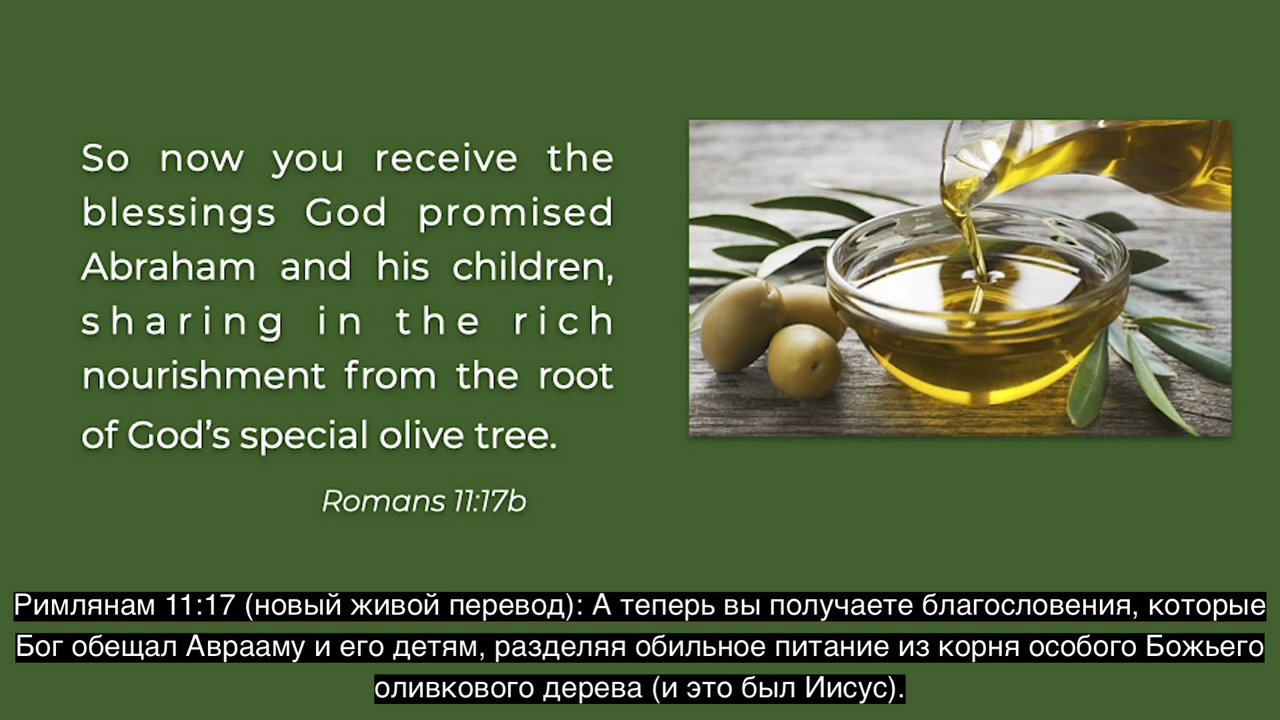 So now you receive the
blessings God promised
Abraham and his children,
sharing in the rich
nourishment from the root
of God’s special olive tree.
Romans 11:17b
Римлянам 11:17 (новый живой перевод): А теперь вы получаете благословения, которые
Бог обещал Аврааму и его детям, разделяя обильное питание из корня особого Божьего
оливкового дерева (и это был Иисус).